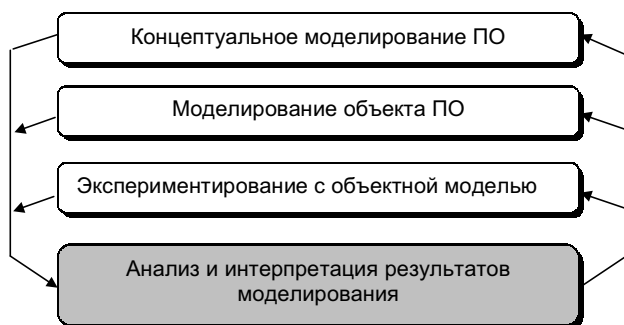 Концептуальное моделирование ПО
Моделирование объекта ПО
Экспериментирование с объектной моделью
Анализ и интерпретация результатов
моделирования